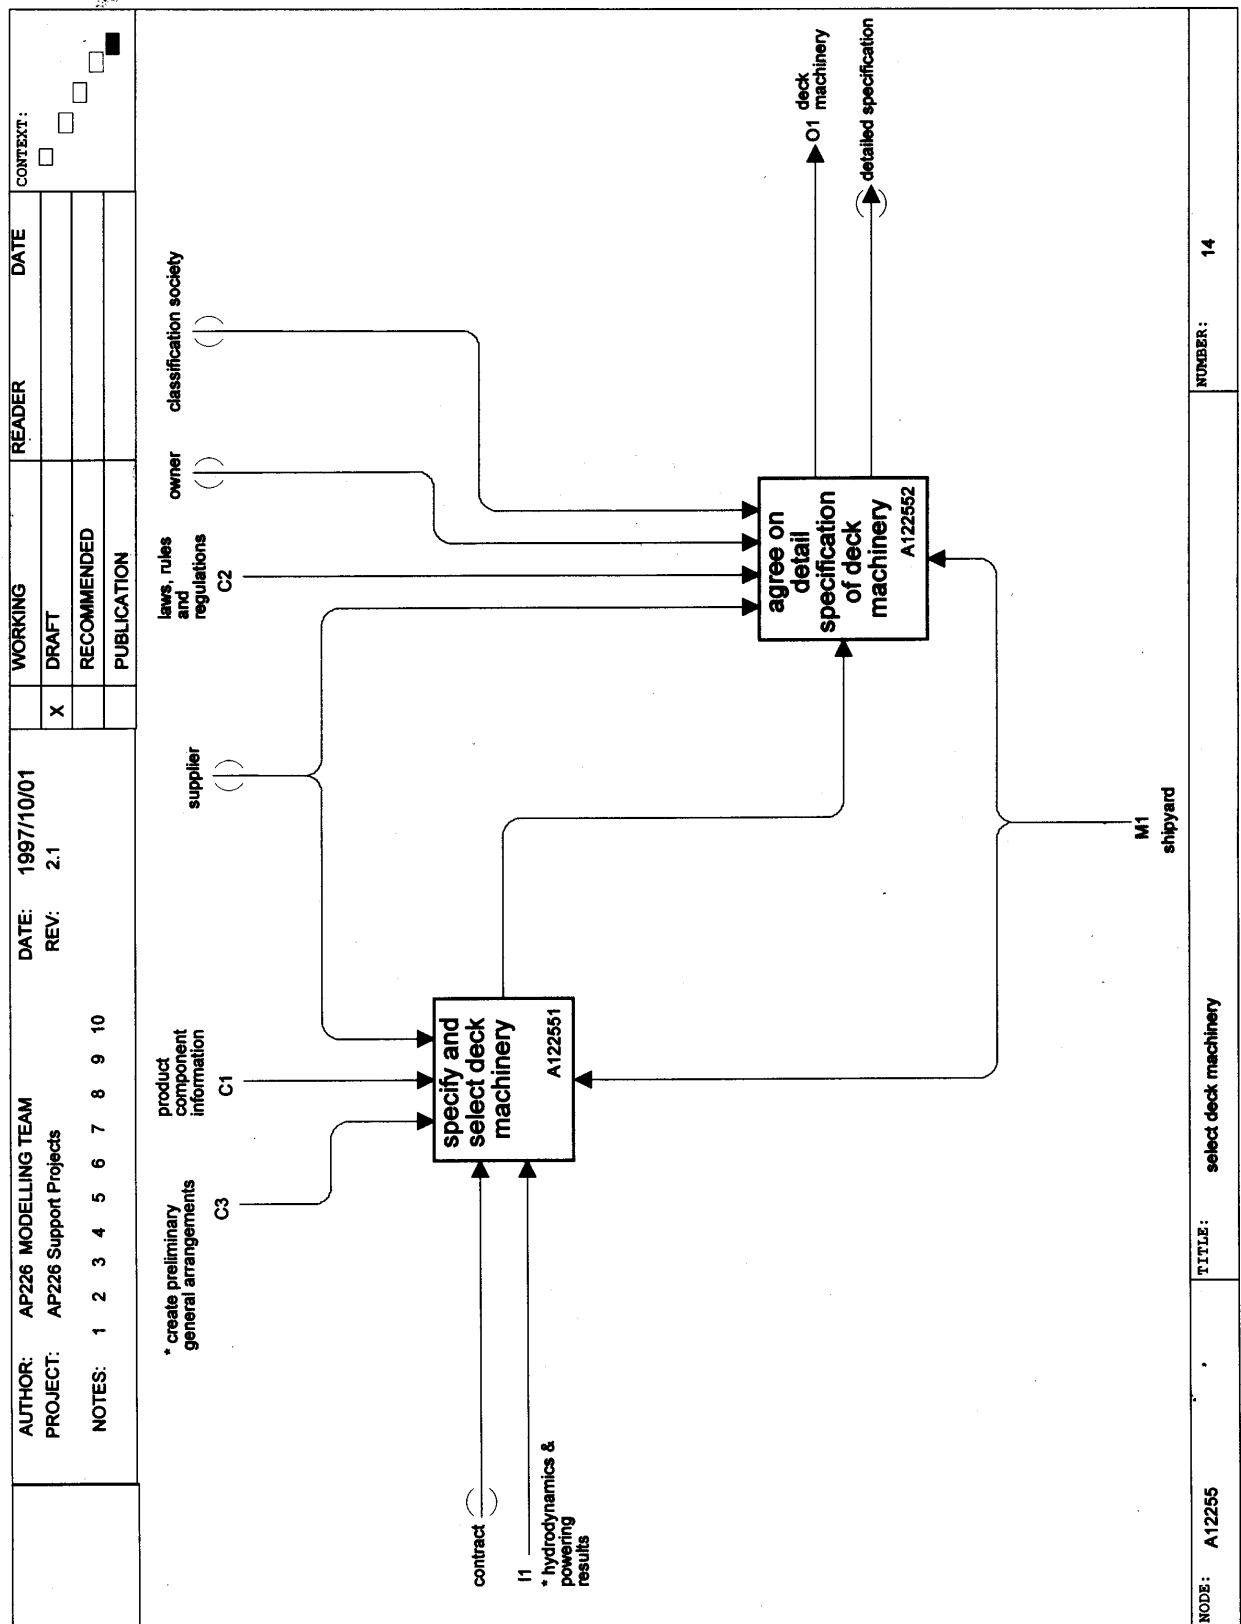 AUTHOR: AP226 MODELLING TEAM
DATE: 1997/10/01
PROJECT: AP226 Support Projects
REV: 2.1
NOTES: 1 2 3 4 5 6 7 8 9 10
WORKING
READER
DATE
CONTEXT:
X
DRAFT
RECOMMENDED
PUBLICATION
* create preliminary
general arrangements
C3
product
component
information
C1
supplier
laws, rules
and
regulations
C2
owner
classification society
contract
I1
* hydrodynamics &
powering
results
specify and
select deck
machinery
A122551
agree on
detail
specification
of deck
machinery
A122552
O1
deck
machinery
detailed specification
M1
shipyard
NODE: A12255
TITLE: select deck machinery
NUMBER: 14